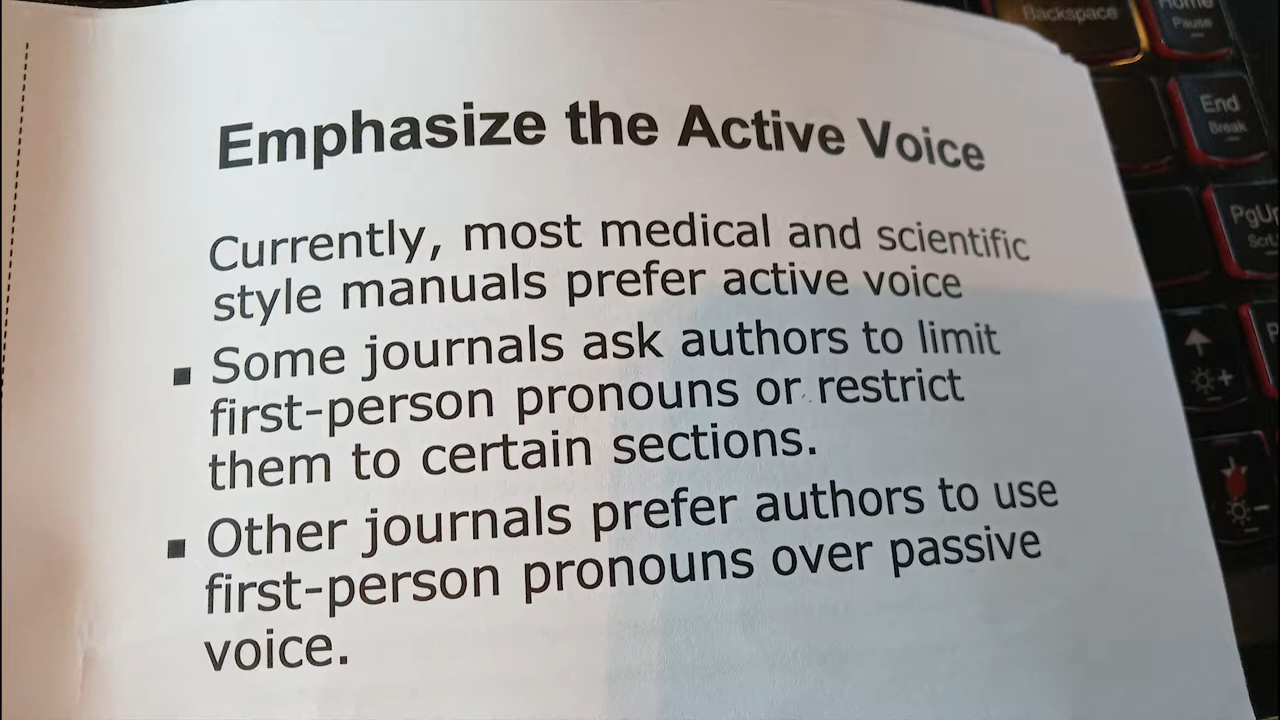 Emphasize the Active Voice
Currently, most medical and scientific
style manuals prefer active voice
▪ Some journals ask authors to limit
first-person pronouns or restrict
them to certain sections.
▪ Other journals prefer authors to use
first-person pronouns over passive
voice.
Backspace
Home
Pause
End
Break
PgUp